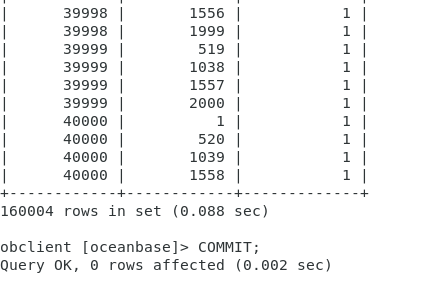 |      39998 |       1556 |           1 |
|      39998 |       1999 |           1 |
|      39999 |        519 |           1 |
|      39999 |       1038 |           1 |
|      39999 |       1557 |           1 |
|      39999 |       2000 |           1 |
|      40000 |          1 |           1 |
|      40000 |        520 |           1 |
|      40000 |       1039 |           1 |
|      40000 |       1558 |           1 |
+------------+------------+-------------+
160004 rows in set (0.088 sec)

obclient [oceanbase]> COMMIT;
Query OK, 0 rows affected (0.002 sec)